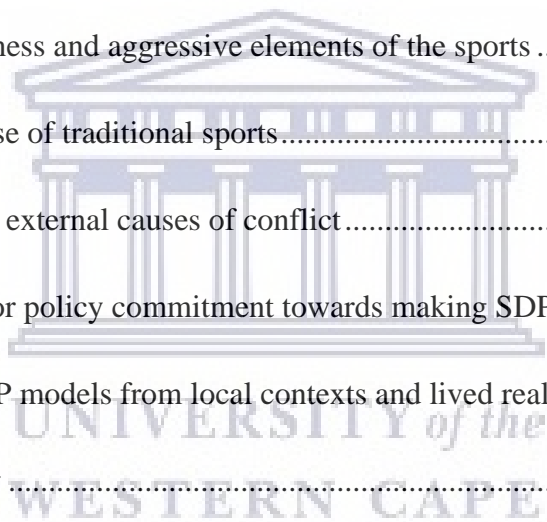 ness and aggressive elements of the sports ..
se of traditional sports ..................................
external causes of conflict .........................
or policy commitment towards making SDP
P models from local contexts and lived real
UNIVERSITY of the
......................................................................
WESTERN CAPE